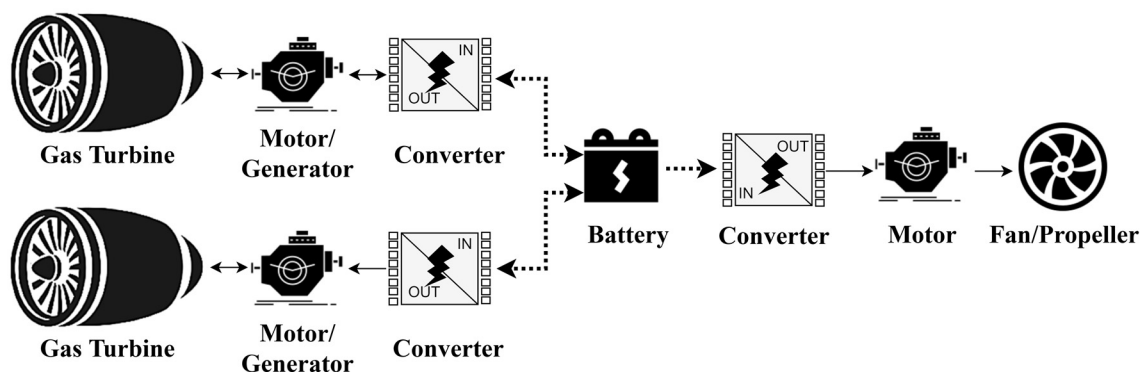 IN
OUT
Gas Turbine
Motor/
Generator
Converter
OUT
IN
Battery
Converter
Motor
Fan/Propeller
IN
OUT
Gas Turbine
Motor/
Generator
Converter